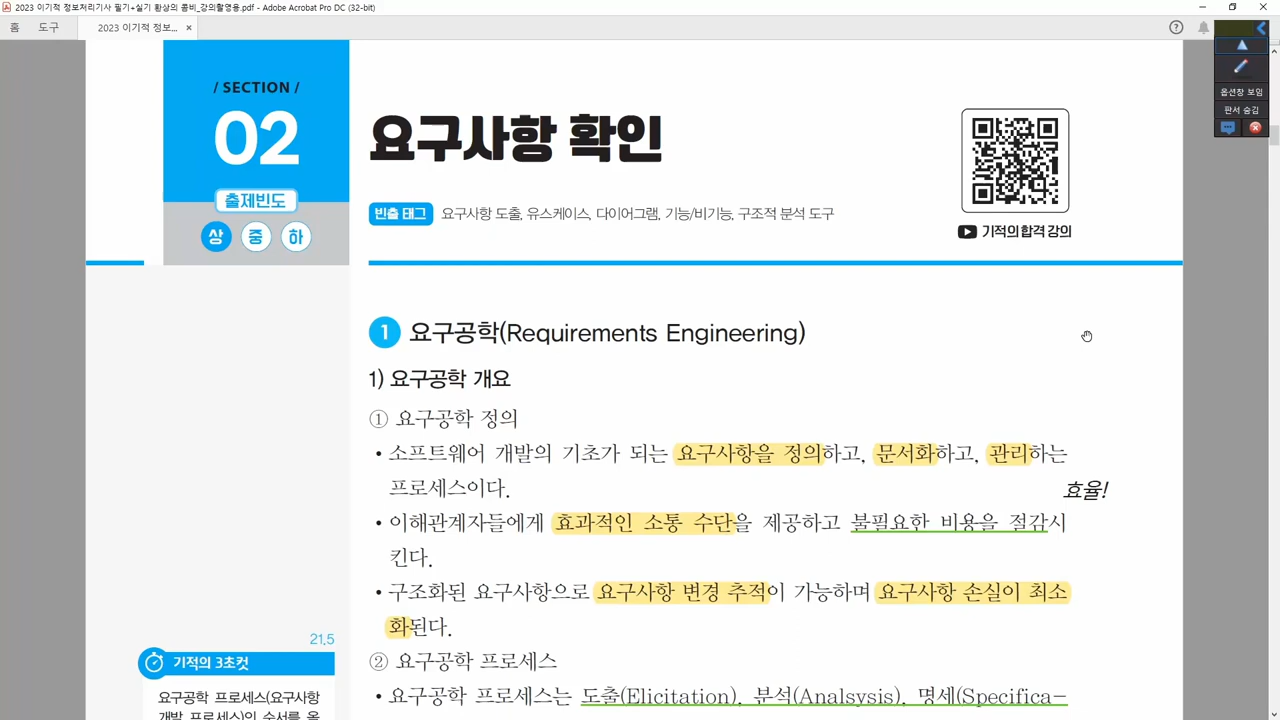 2023 이기적 정보처리기사 필기+실기 환상의 콤비_강의촬영용.pdf - Adobe Acrobat Pro DC (32-bit)
홈 도구 2023 이기적 정보... ×
옵션창 보임
판서 숨김
/ SECTION /
02
출제빈도
상 중 하
요구사항 확인
빈출 태그 요구사항 도출, 유스케이스, 다이어그램, 기능/비기능, 구조적 분석 도구
기적의 합격 강의
1 요구공학(Requirements Engineering)
1) 요구공학 개요
① 요구공학 정의
• 소프트웨어 개발의 기초가 되는 요구사항을 정의하고, 문서화하고, 관리하는
프로세스이다.
효율!
• 이해관계자들에게 효과적인 소통 수단을 제공하고 불필요한 비용을 절감시
킨다.
• 구조화된 요구사항으로 요구사항 변경 추적이 가능하며 요구사항 손실이 최소
화된다.
② 요구공학 프로세스
• 요구공학 프로세스는 도출(Elicitation), 분석(Analsysis), 명세(Specifica-
21.5
기적의 3초컷
요구공학 프로세스(요구사항
개발 프로세스)의 순서를 올